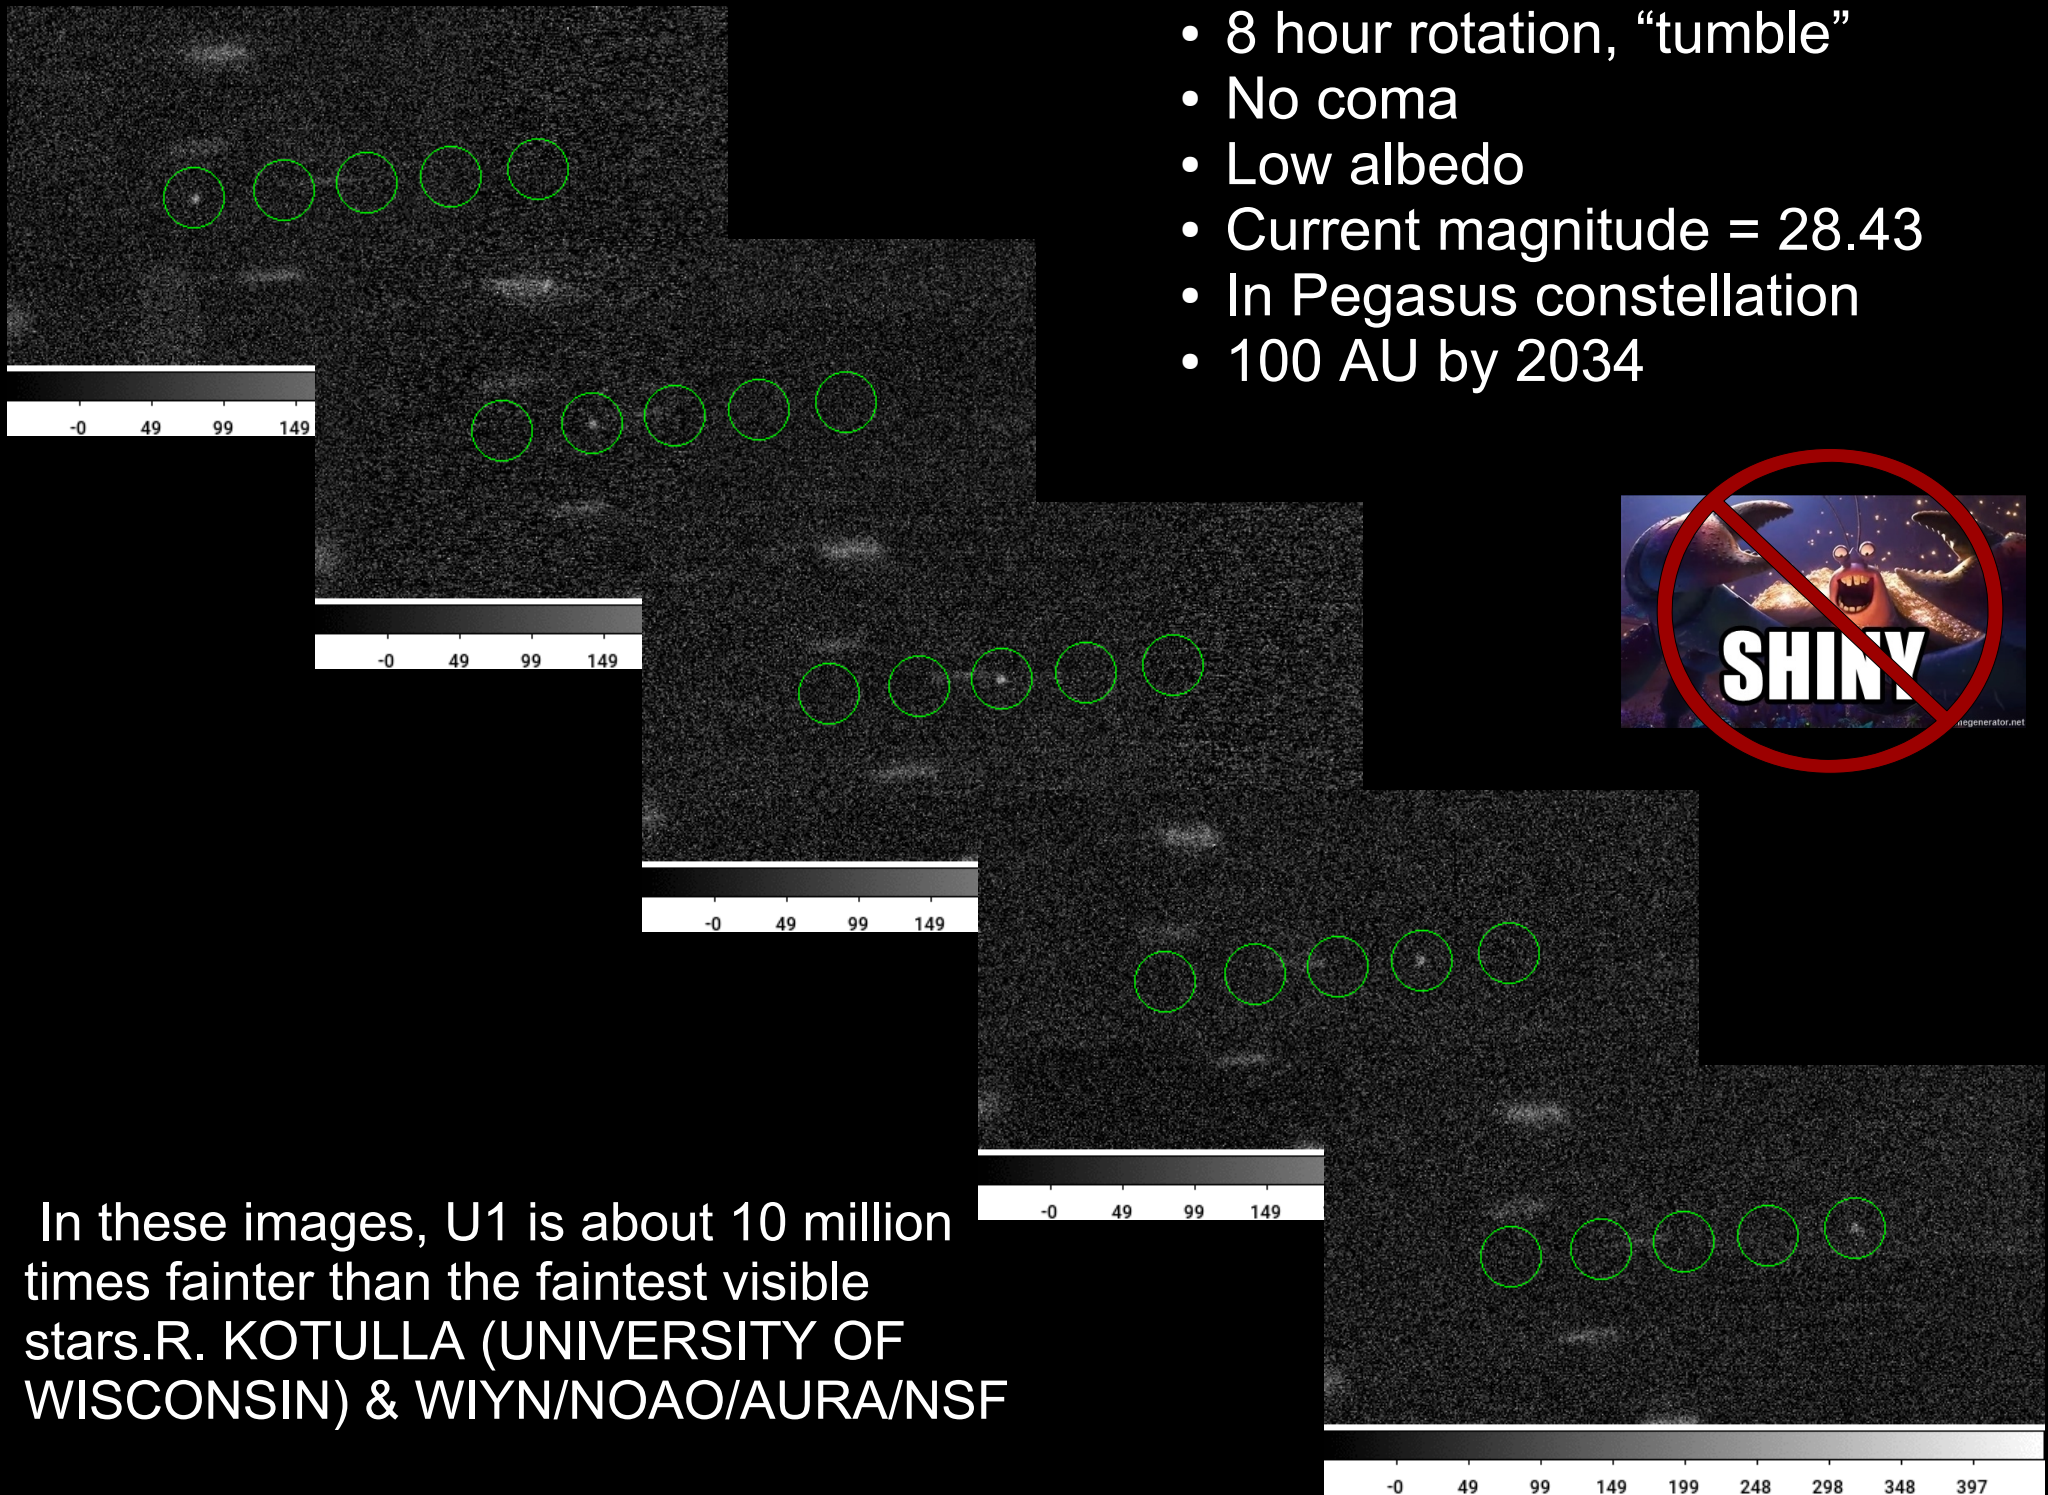 • 8 hour rotation, “tumble”
• No coma
• Low albedo
• Current magnitude = 28.43
• In Pegasus constellation
• 100 AU by 2034
-0 49 99 149
-0 49 99 149
SHINY
-0 49 99 149
-0 49 99 149
In these images, U1 is about 10 million
times fainter than the faintest visible
stars.R. KOTULLA (UNIVERSITY OF
WISCONSIN) & WIYN/NOAO/AURA/NSF
-0 49 99 149 199 248 298 348 397